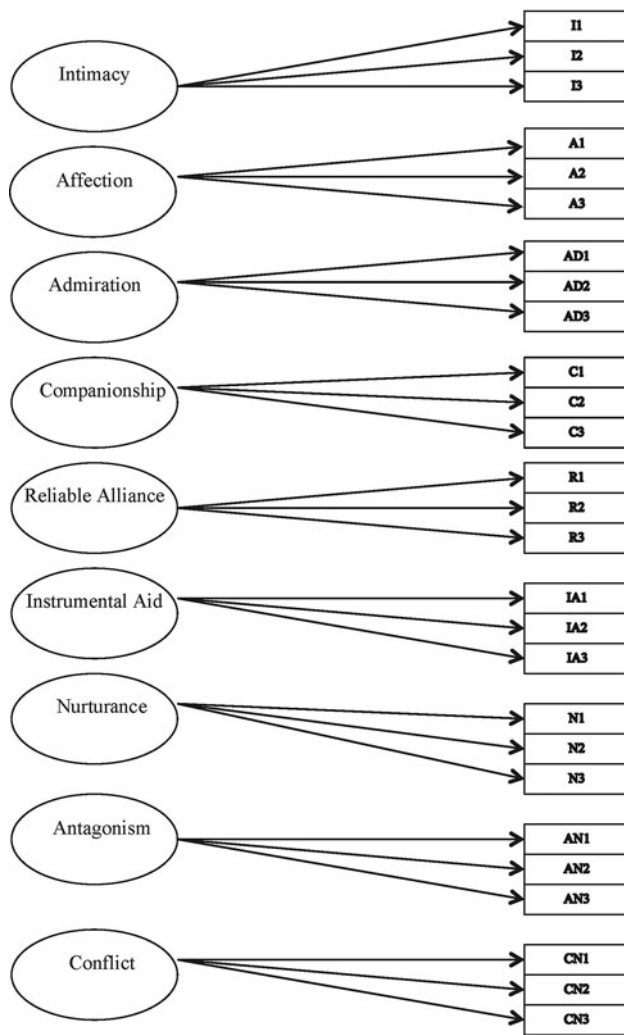 Intimacy
I1
I2
I3
Affection
A1
A2
A3
Admiration
AD1
AD2
AD3
Companionship
C1
C2
C3
Reliable Alliance
R1
R2
R3
Instrumental Aid
IA1
IA2
IA3
Nurturance
N1
N2
N3
Antagonism
AN1
AN2
AN3
Conflict
CN1
CN2
CN3